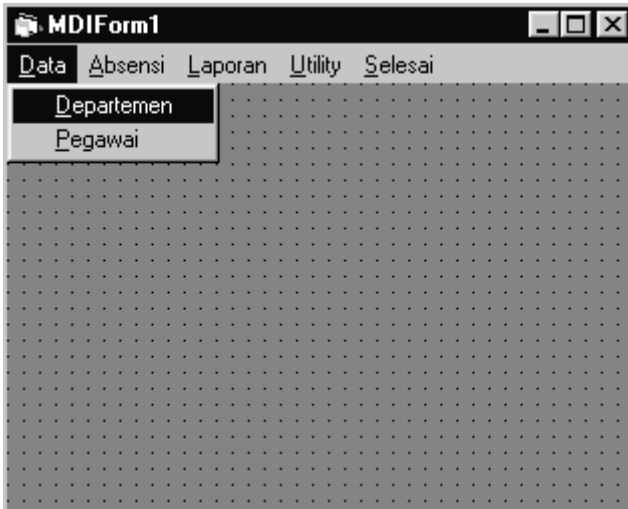 MDIForm1
Data Absensi Laporan Utility Selesai
Departemen
Pegawai